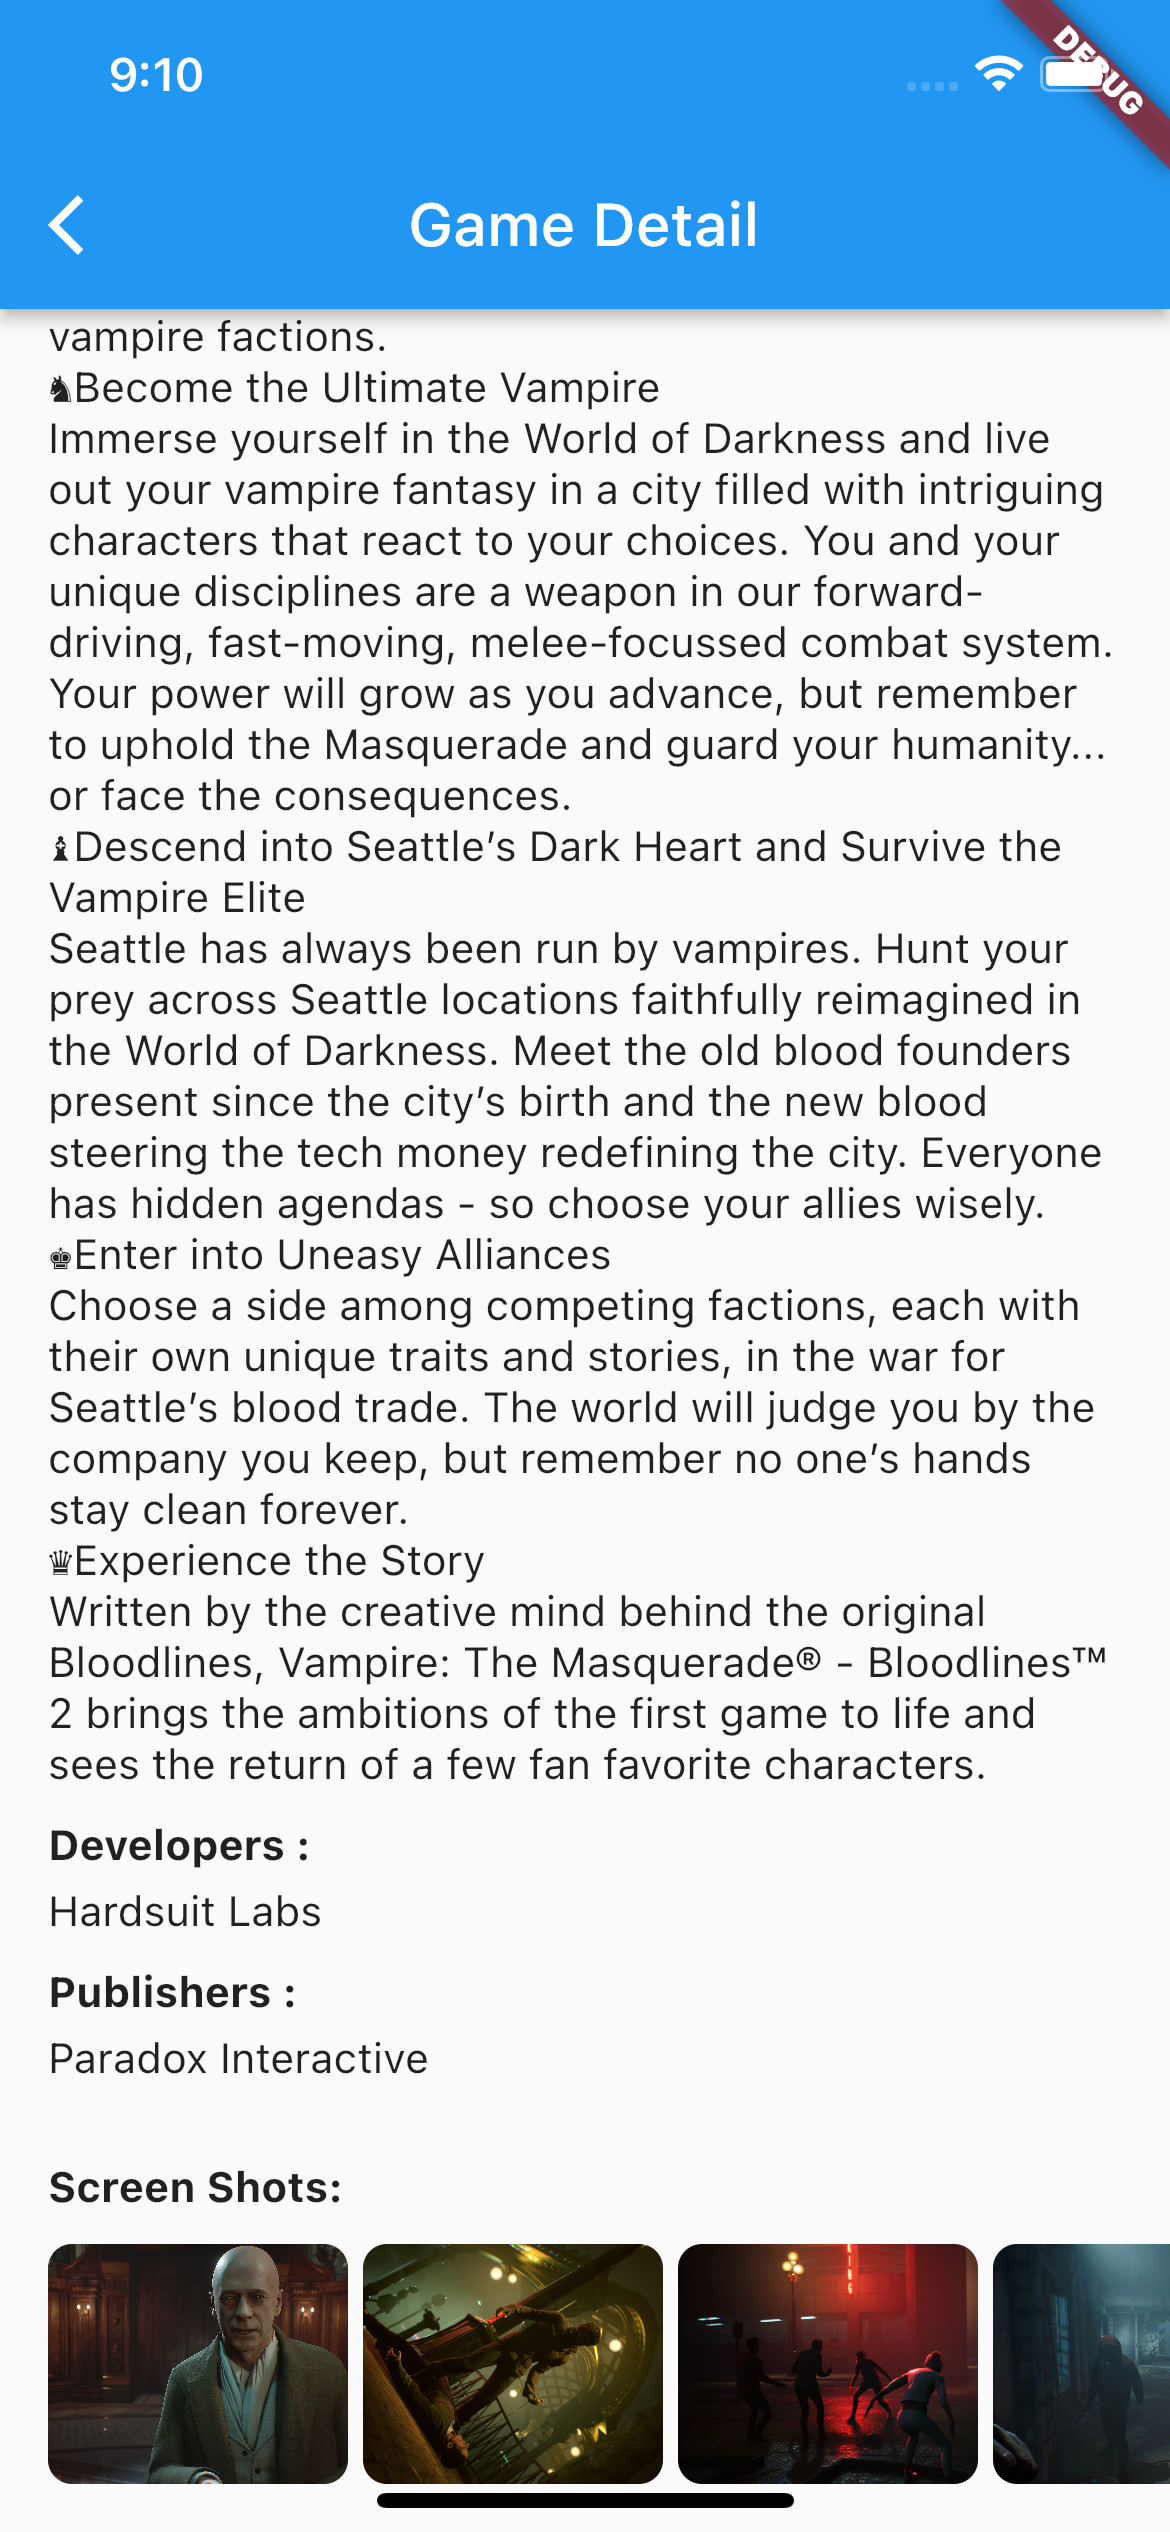 9:10
DEBUG
Game Detail
vampire factions.
♞Become the Ultimate Vampire
Immerse yourself in the World of Darkness and live
out your vampire fantasy in a city filled with intriguing
characters that react to your choices. You and your
unique disciplines are a weapon in our forward-
driving, fast-moving, melee-focussed combat system.
Your power will grow as you advance, but remember
to uphold the Masquerade and guard your humanity...
or face the consequences.
♝Descend into Seattle’s Dark Heart and Survive the
Vampire Elite
Seattle has always been run by vampires. Hunt your
prey across Seattle locations faithfully reimagined in
the World of Darkness. Meet the old blood founders
present since the city’s birth and the new blood
steering the tech money redefining the city. Everyone
has hidden agendas - so choose your allies wisely.
♚Enter into Uneasy Alliances
Choose a side among competing factions, each with
their own unique traits and stories, in the war for
Seattle’s blood trade. The world will judge you by the
company you keep, but remember no one’s hands
stay clean forever.
♛Experience the Story
Written by the creative mind behind the original
Bloodlines, Vampire: The Masquerade® - Bloodlines™
2 brings the ambitions of the first game to life and
sees the return of a few fan favorite characters.
Developers :
Hardsuit Labs
Publishers :
Paradox Interactive
Screen Shots: